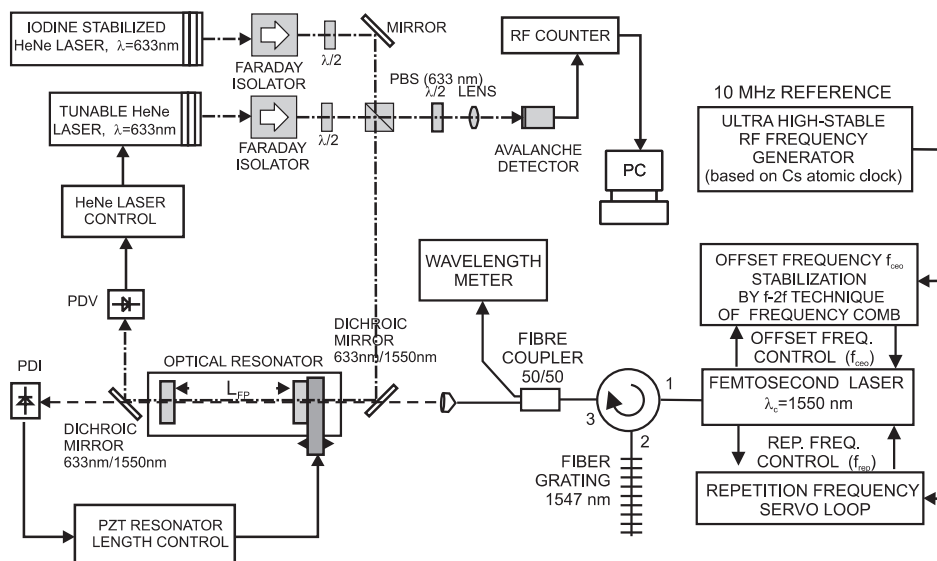 IODINE STABILIZED
HeNe LASER, λ=633nm
FARADAY
ISOLATOR
λ/2
MIRROR
TUNABLE HeNe
LASER, λ=633nm
FARADAY
ISOLATOR
λ/2
PBS (633 nm)
λ/2
LENS
AVALANCHE
DETECTOR
RF COUNTER
PC
10 MHz REFERENCE
ULTRA HIGH-STABLE
RF FREQUENCY
GENERATOR
(based on Cs atomic clock)
HeNe LASER
CONTROL
PDV
PDI
DICHROIC
MIRROR
633nm/1550nm
OPTICAL RESONATOR
L_FP
DICHROIC
MIRROR
633nm/1550nm
PZT RESONATOR
LENGTH CONTROL
WAVELENGTH
METER
FIBRE
COUPLER
50/50
1
2
3
FIBER
GRATING
1547 nm
OFFSET FREQUENCY f_ceo
STABILIZATION
BY f-2f TECHNIQUE
OF FREQUENCY COMB
OFFSET FREQ.
CONTROL (f_ceo)
FEMTOSECOND LASER
λ_c=1550 nm
REP. FREQ.
CONTROL (f_rep)
REPETITION FREQUENCY
SERVO LOOP